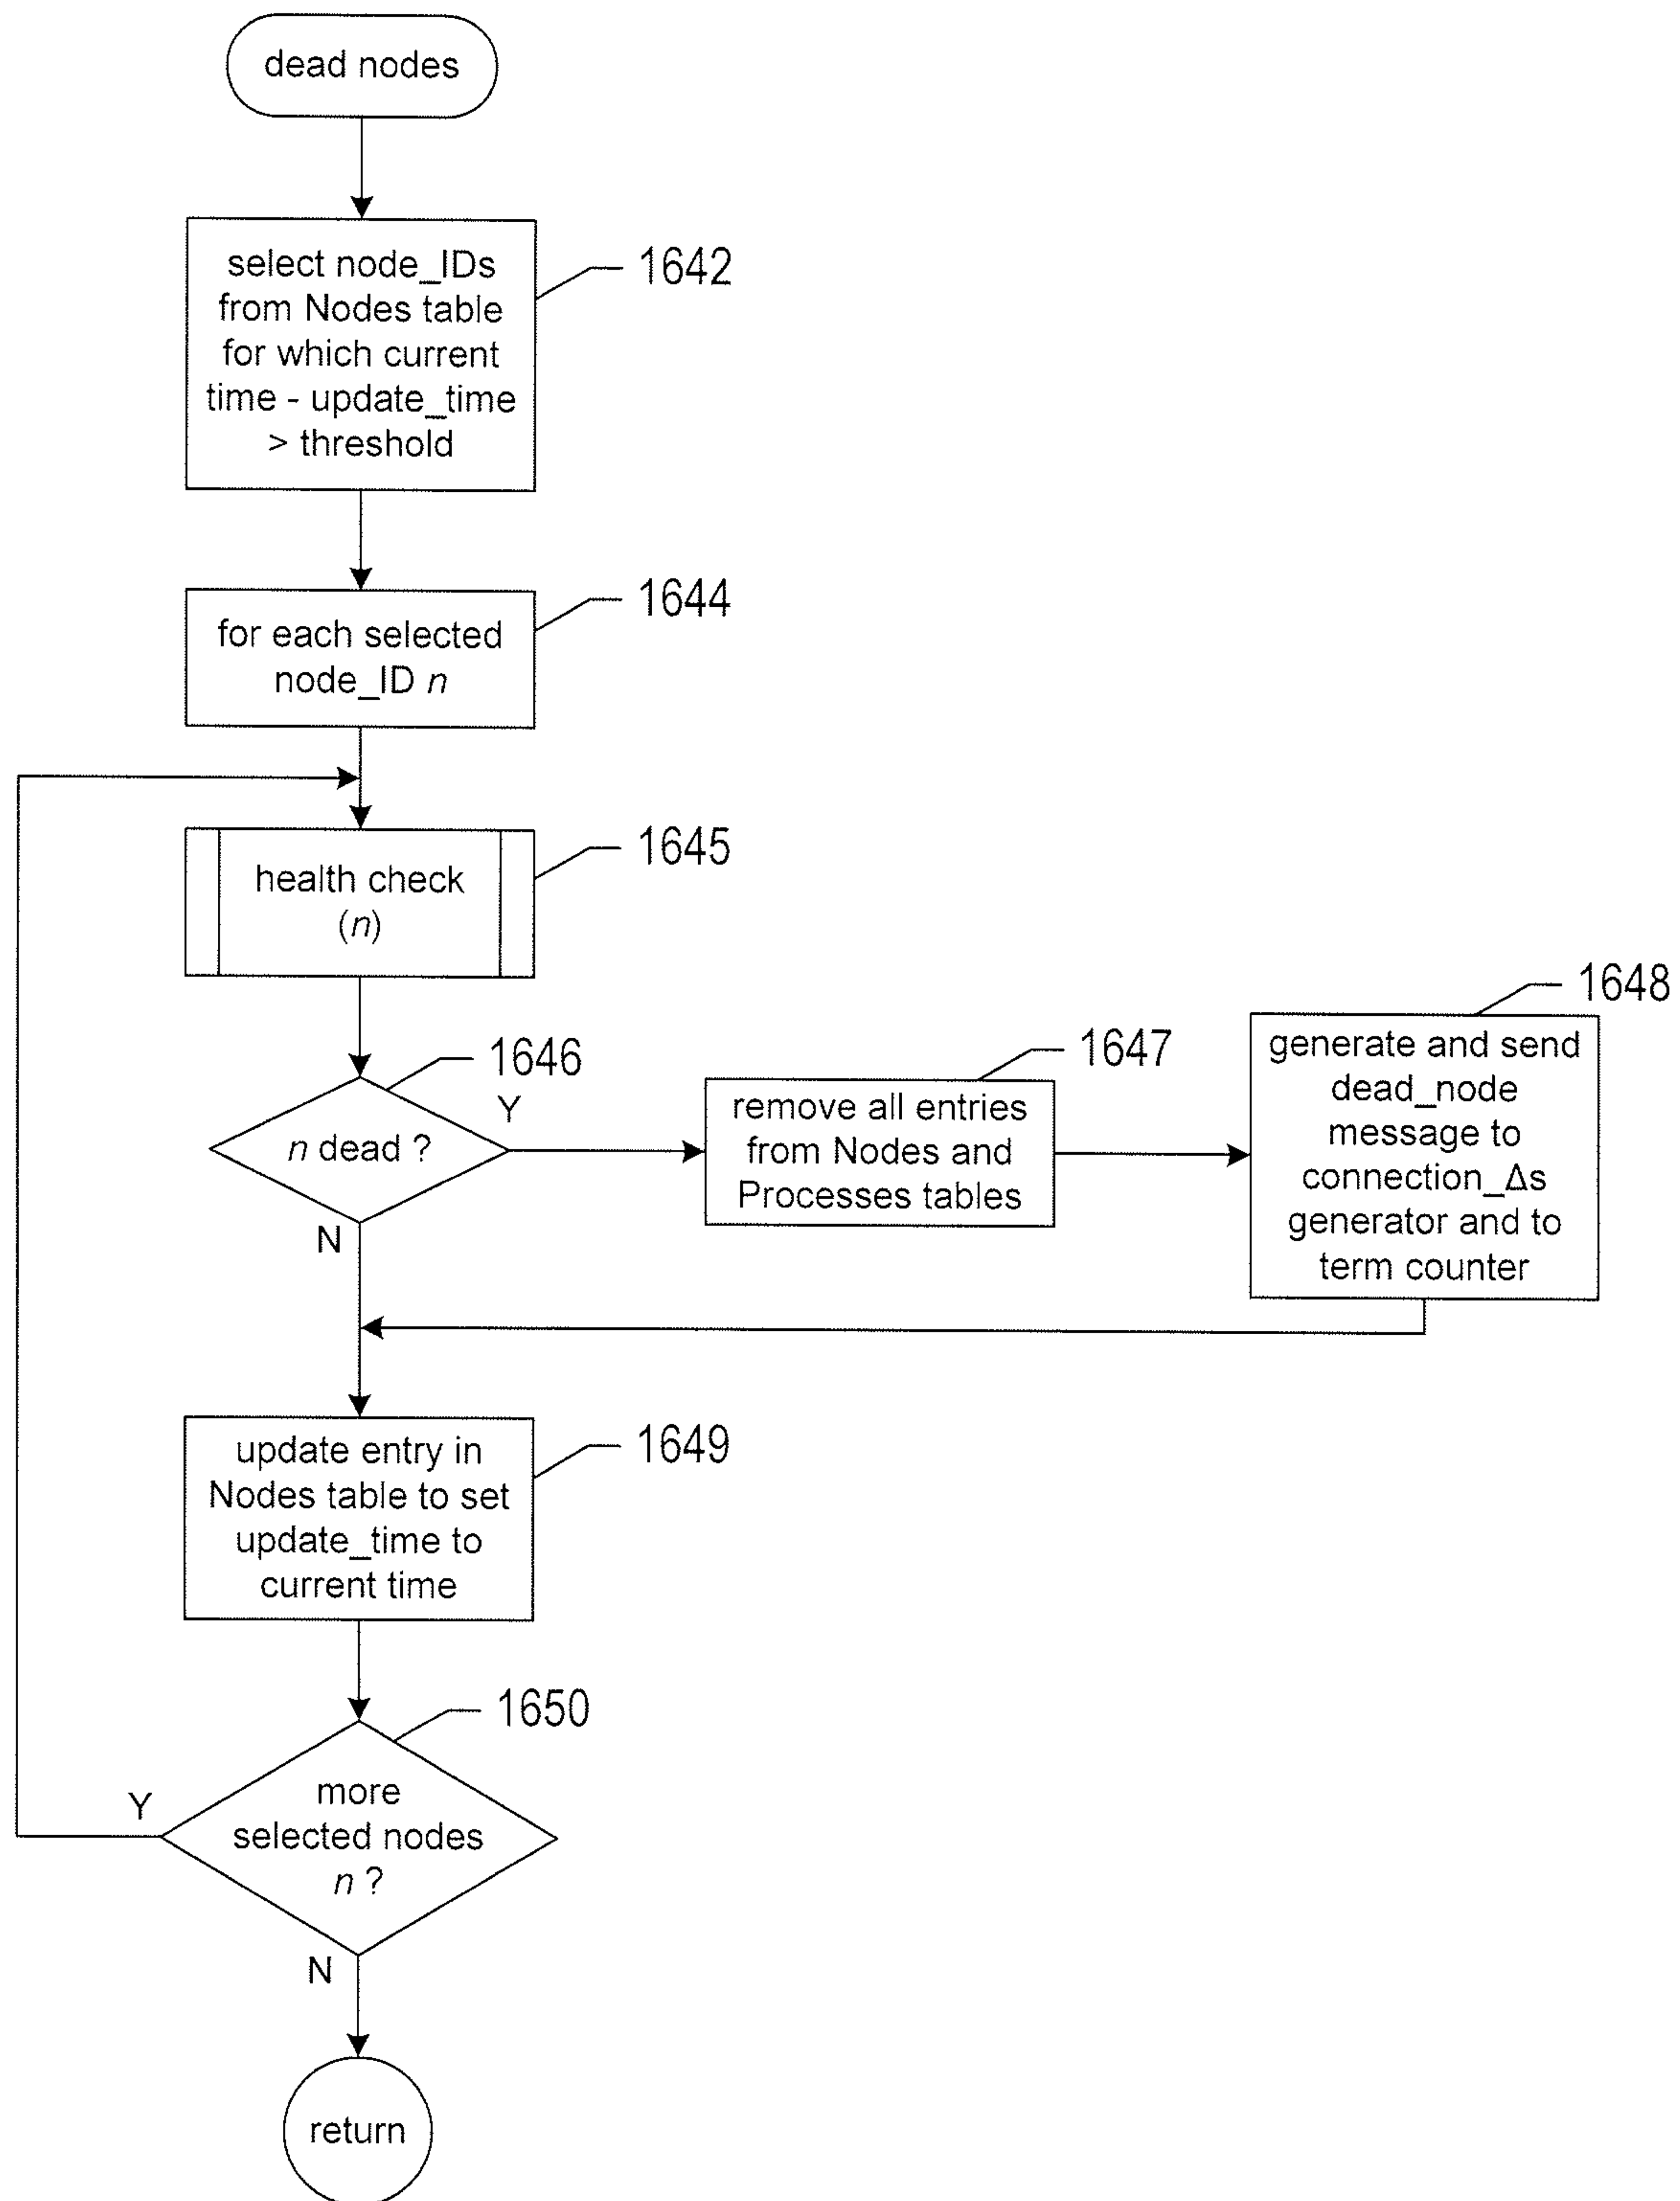 dead nodes
select node_IDs
from Nodes table
for which current
time - update_time
> threshold
1642
for each selected
node_ID n
1644
health check
(n)
1645
n dead ?
1646
Y
N
remove all entries
from Nodes and
Processes tables
1647
generate and send
dead_node
message to
connection_Δs
generator and to
term counter
1648
update entry in
Nodes table to set
update_time to
current time
1649
more
selected nodes
n ?
1650
Y
N
return